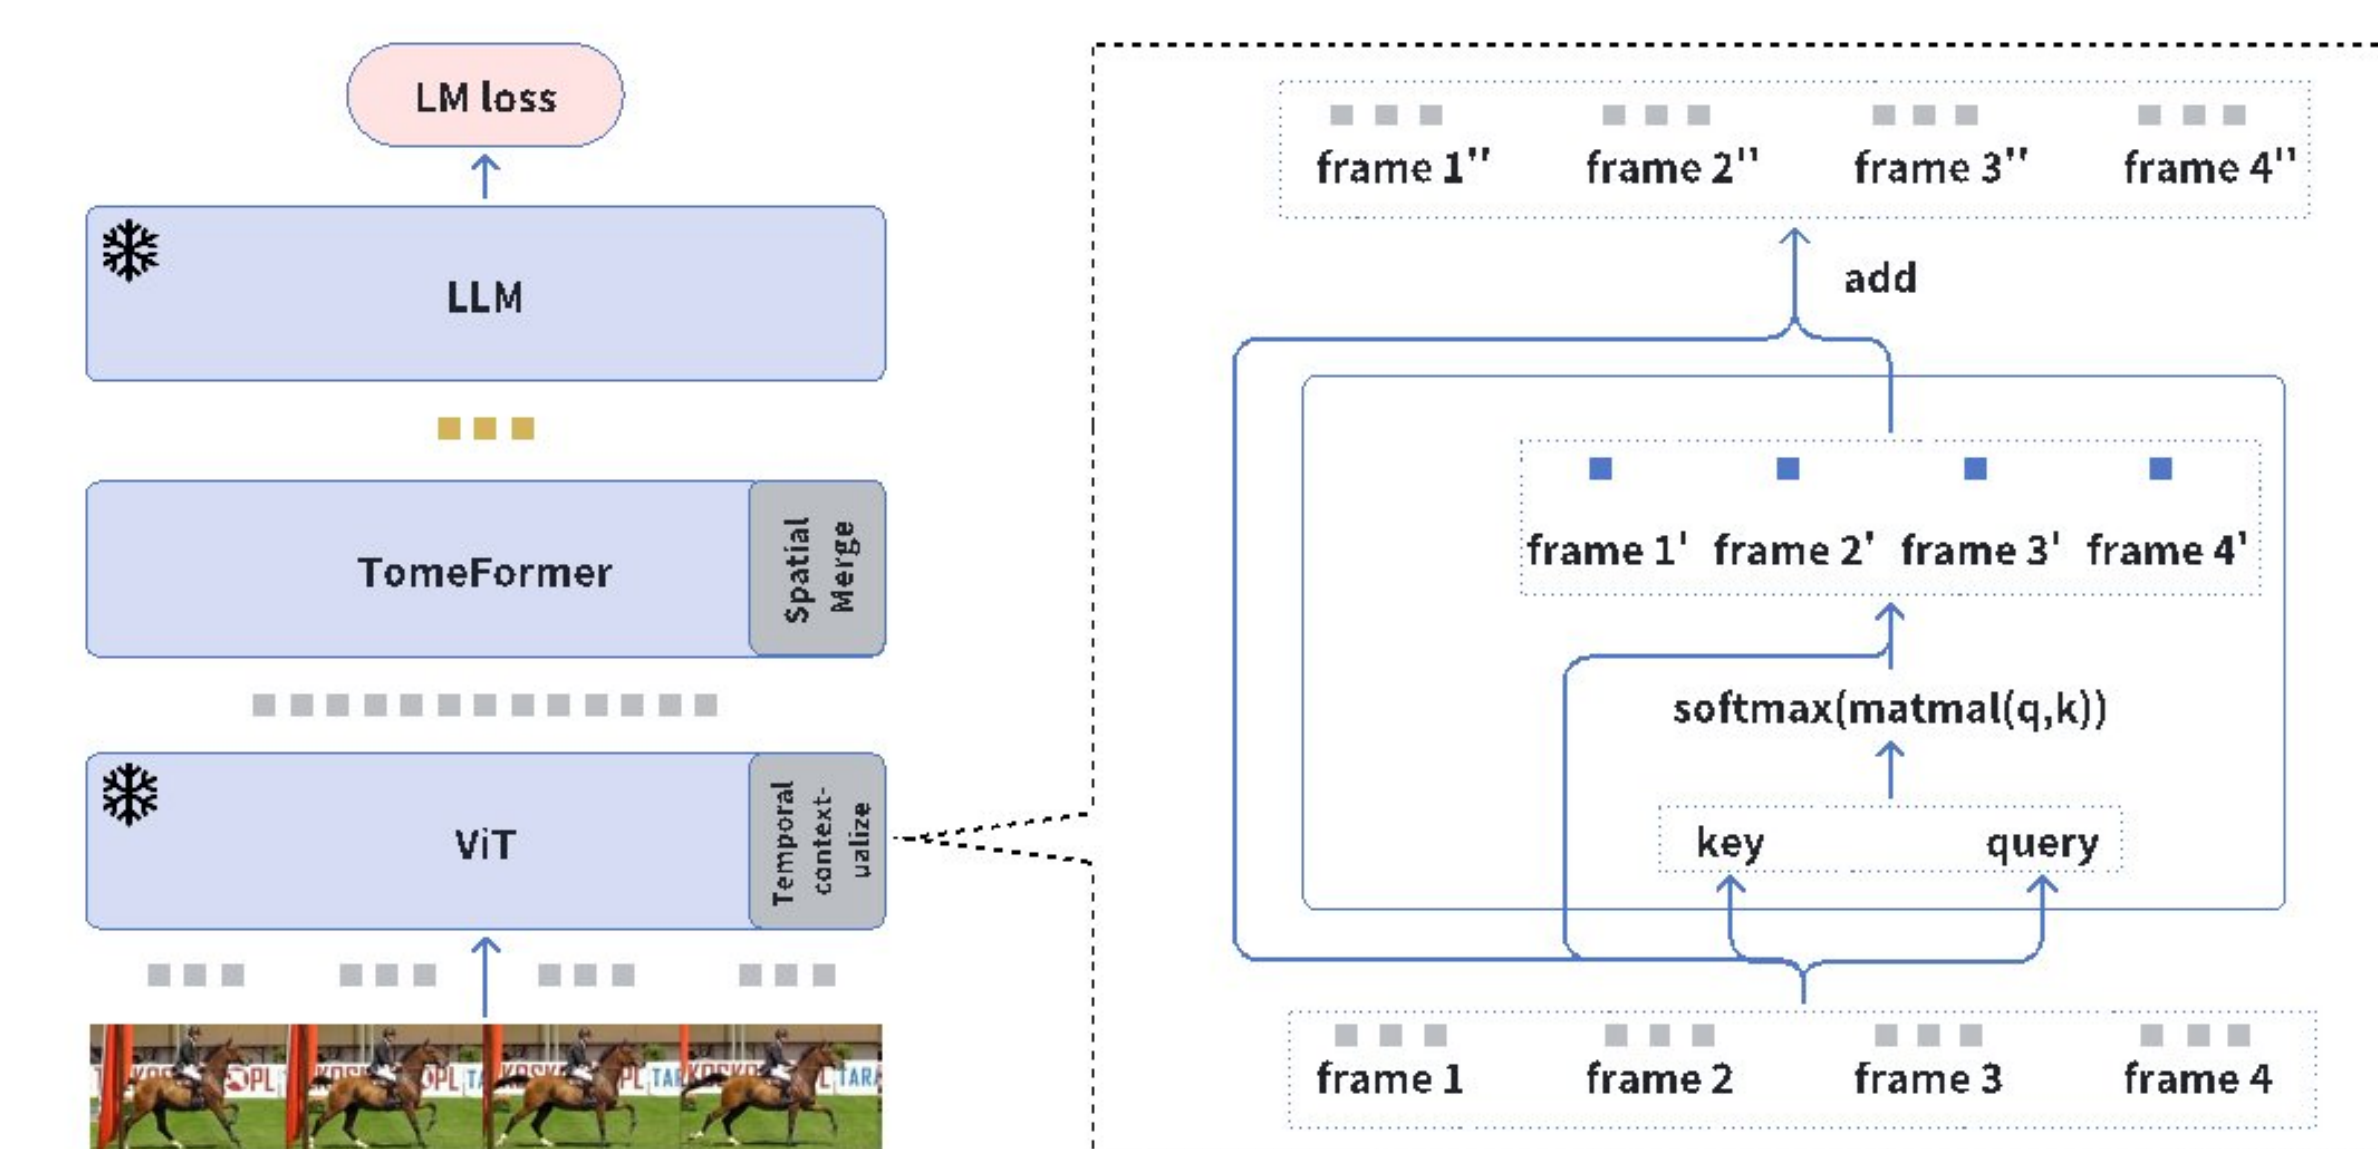 LM loss
LLM
TomeFormer
Spatial
Merge
ViT
Temporal
context-
ualize
frame 1'' frame 2'' frame 3'' frame 4''
add
frame 1' frame 2' frame 3' frame 4'
softmax(matmal(q,k))
key query
frame 1 frame 2 frame 3 frame 4